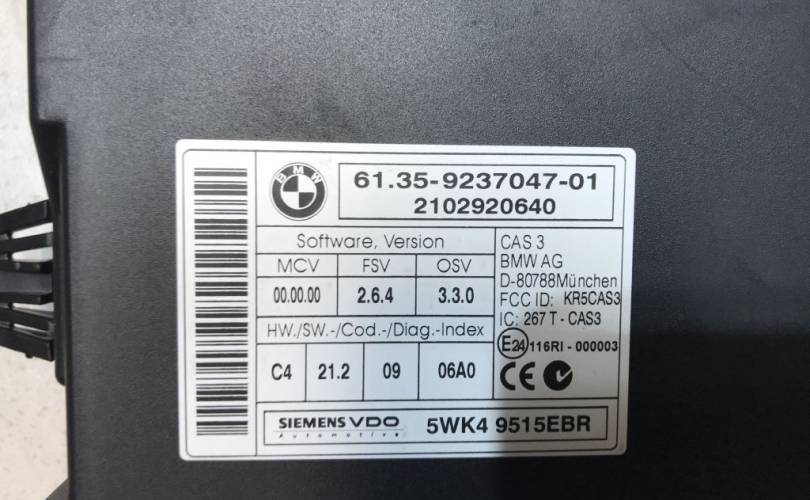 BMW
61.35-9237047-01
2102920640
Software, Version
MCV FSV OSV
00.00.00 2.6.4 3.3.0
HW./SW.-/Cod.-/Diag.-Index
C4 21.2 09 06A0
CAS 3
BMW AG
D-80788München
FCC ID: KR5CAS3
IC: 267 T - CAS3
E24 116RI - 000003
CE
SIEMENS VDO
Automotive
5WK4 9515EBR